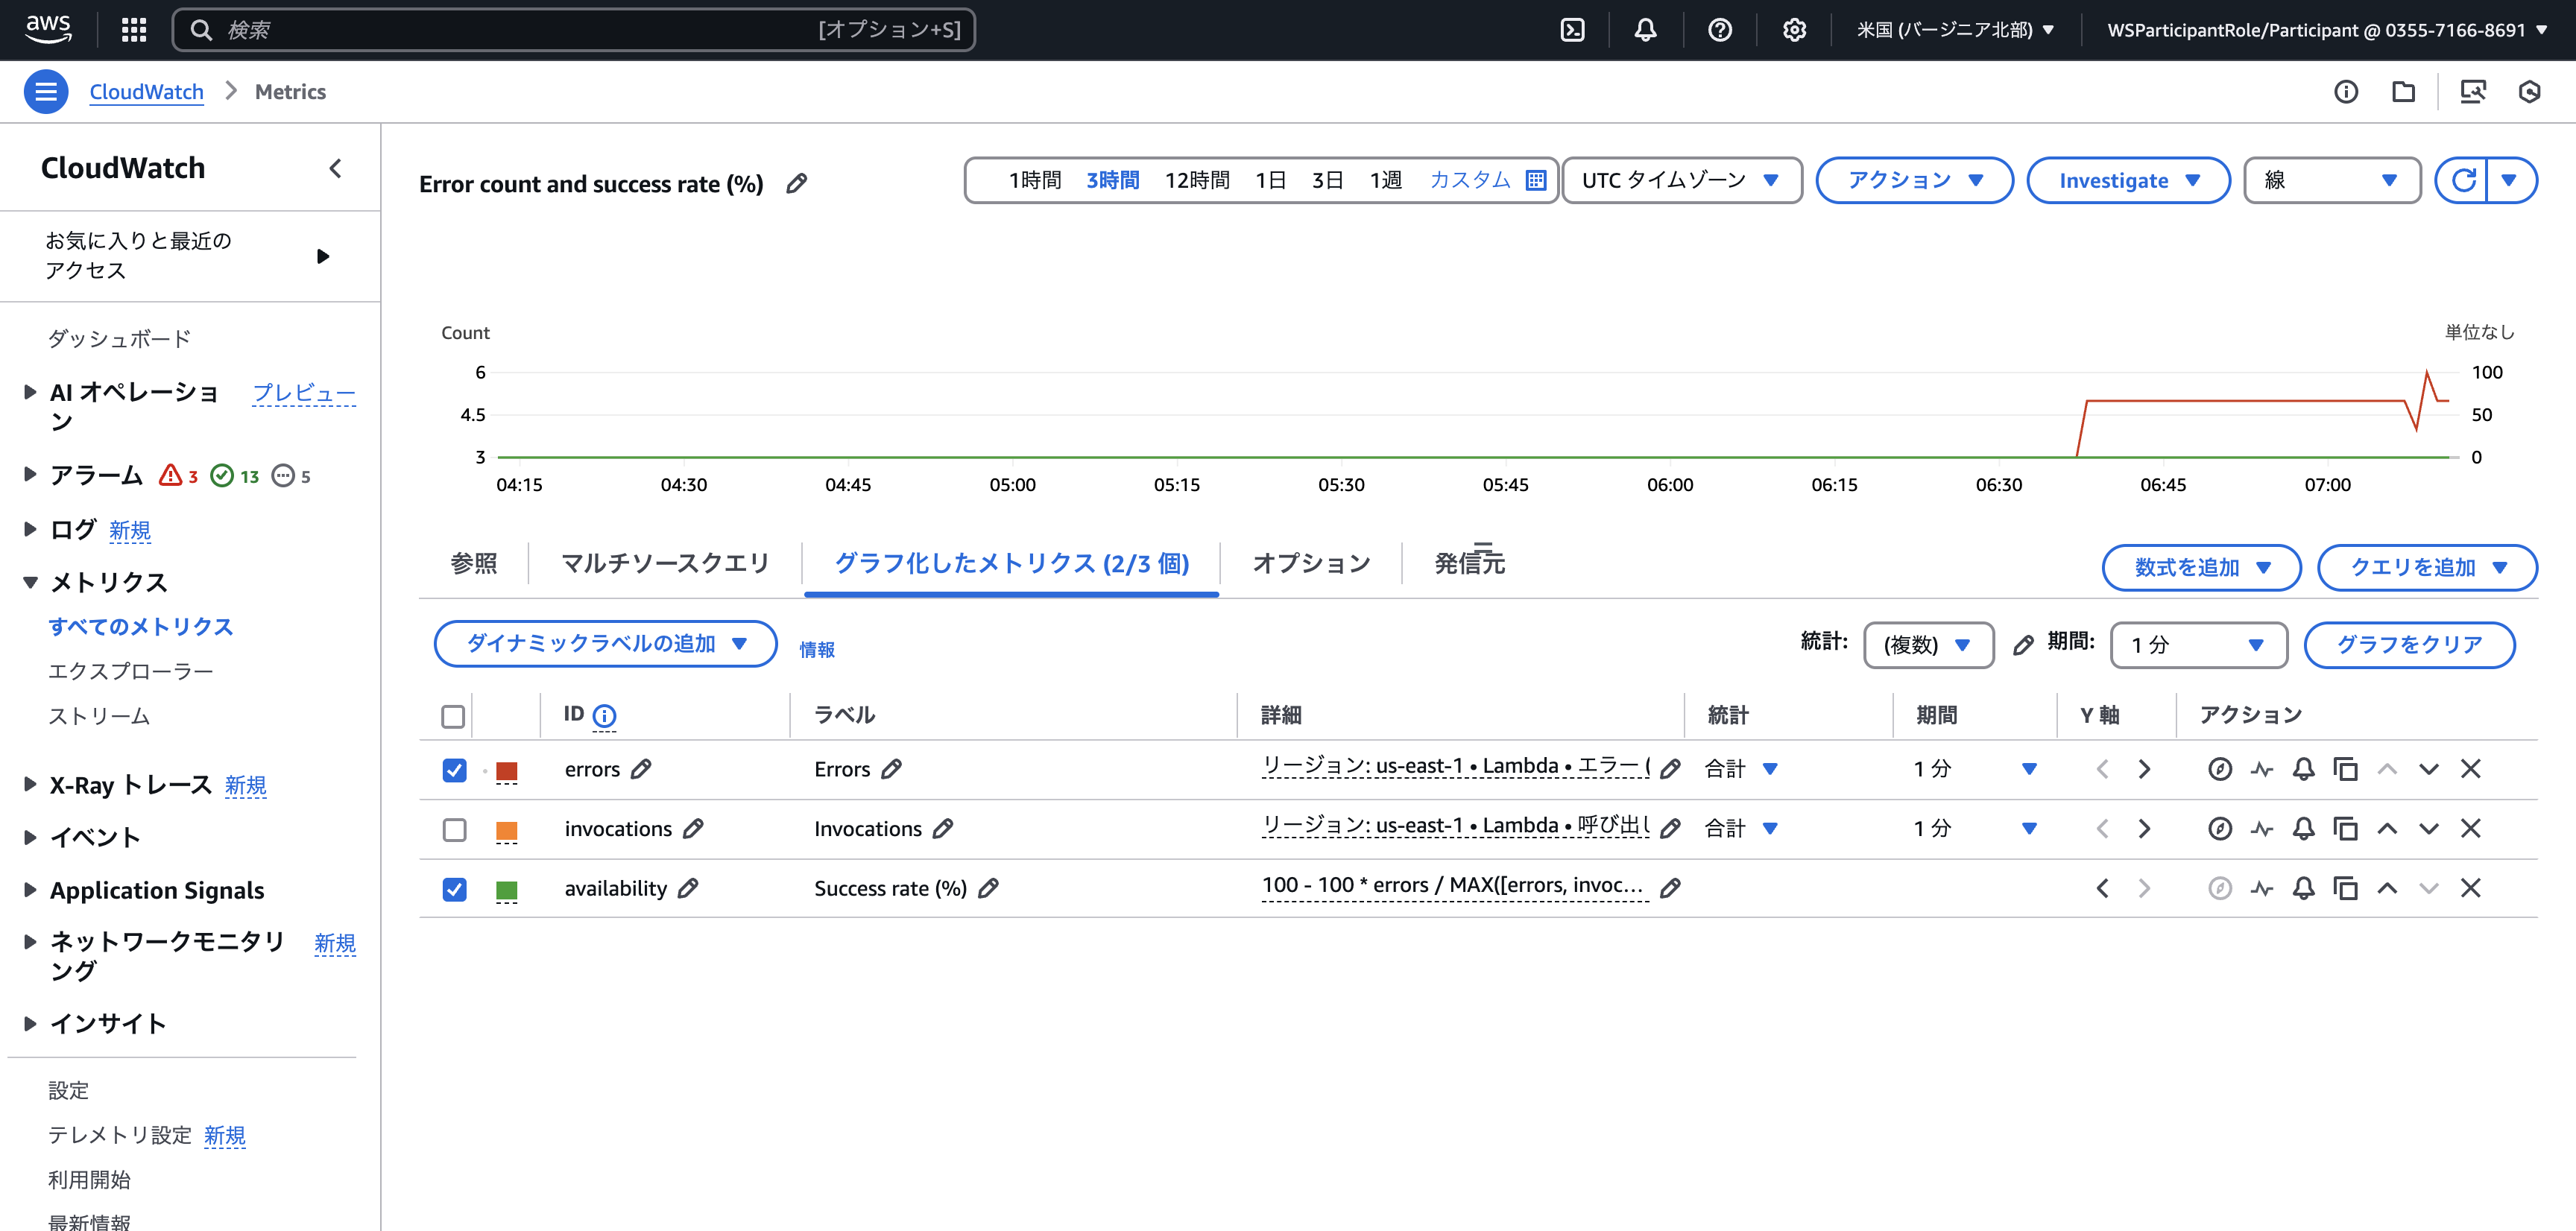 aws
検索 [オプション+S]
米国 (バージニア北部)
WSParticipantRole/Participant @ 0355-7166-8691
CloudWatch
Metrics
CloudWatch
お気に入りと最近の
アクセス
ダッシュボード
AI オペレーショ
ン
プレビュー
アラーム 3 13 5
ログ 新規
メトリクス
すべてのメトリクス
エクスプローラー
ストリーム
X-Ray トレース 新規
イベント
Application Signals
ネットワークモニタリ
ング
新規
インサイト
設定
テレメトリ設定 新規
利用開始
最新情報
Error count and success rate (%)
1時間 3時間 12時間 1日 3日 1週 カスタム
UTC タイムゾーン
アクション
Investigate
線
Count
単位なし
6
4.5
3
100
50
0
04:15 04:30 04:45 05:00 05:15 05:30 05:45 06:00 06:15 06:30 06:45 07:00
参照 マルチソースクエリ グラフ化したメトリクス (2/3 個) オプション 発信元
数式を追加
クエリを追加
ダイナミックラベルの追加
情報
統計: (複数)
期間: 1 分
グラフをクリア
ID ラベル 詳細 統計 期間 Y 軸 アクション
errors Errors リージョン: us-east-1 • Lambda • エラー ( 合計 1 分
invocations Invocations リージョン: us-east-1 • Lambda • 呼び出し 合計 1 分
availability Success rate (%) 100 - 100 * errors / MAX([errors, invoc...